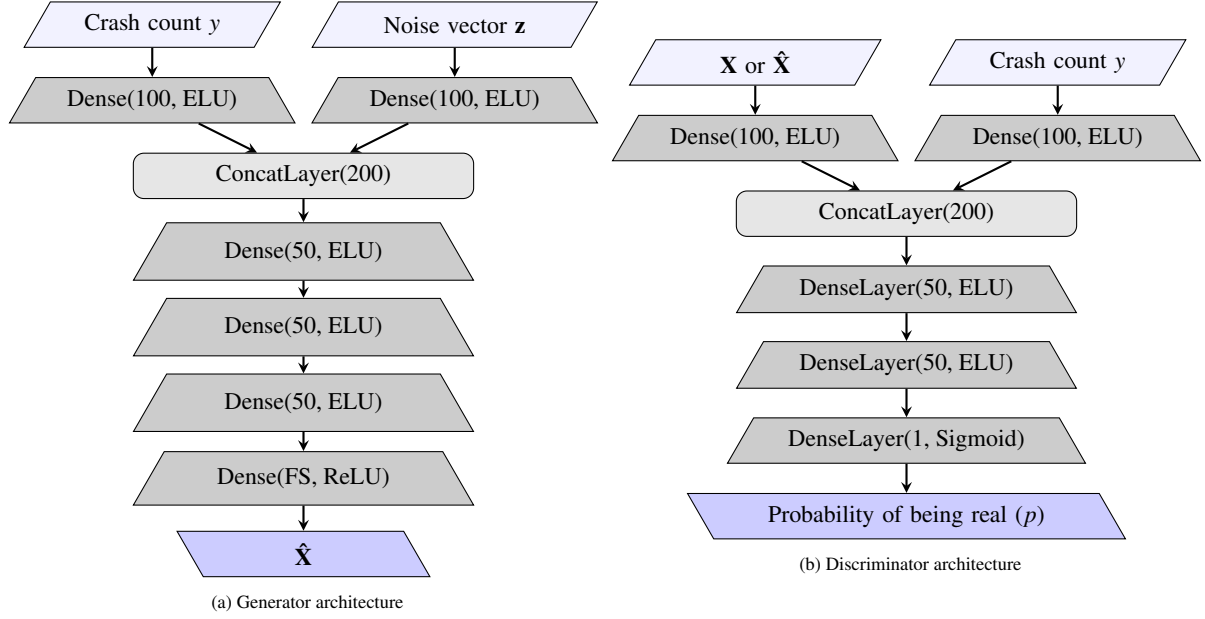 Crash count y
Noise vector z
Dense(100, ELU)
Dense(100, ELU)
ConcatLayer(200)
Dense(50, ELU)
Dense(50, ELU)
Dense(50, ELU)
Dense(FS, ReLU)
X̂
(a) Generator architecture
X or X̂
Crash count y
Dense(100, ELU)
Dense(100, ELU)
ConcatLayer(200)
DenseLayer(50, ELU)
DenseLayer(50, ELU)
DenseLayer(1, Sigmoid)
Probability of being real (p)
(b) Discriminator architecture